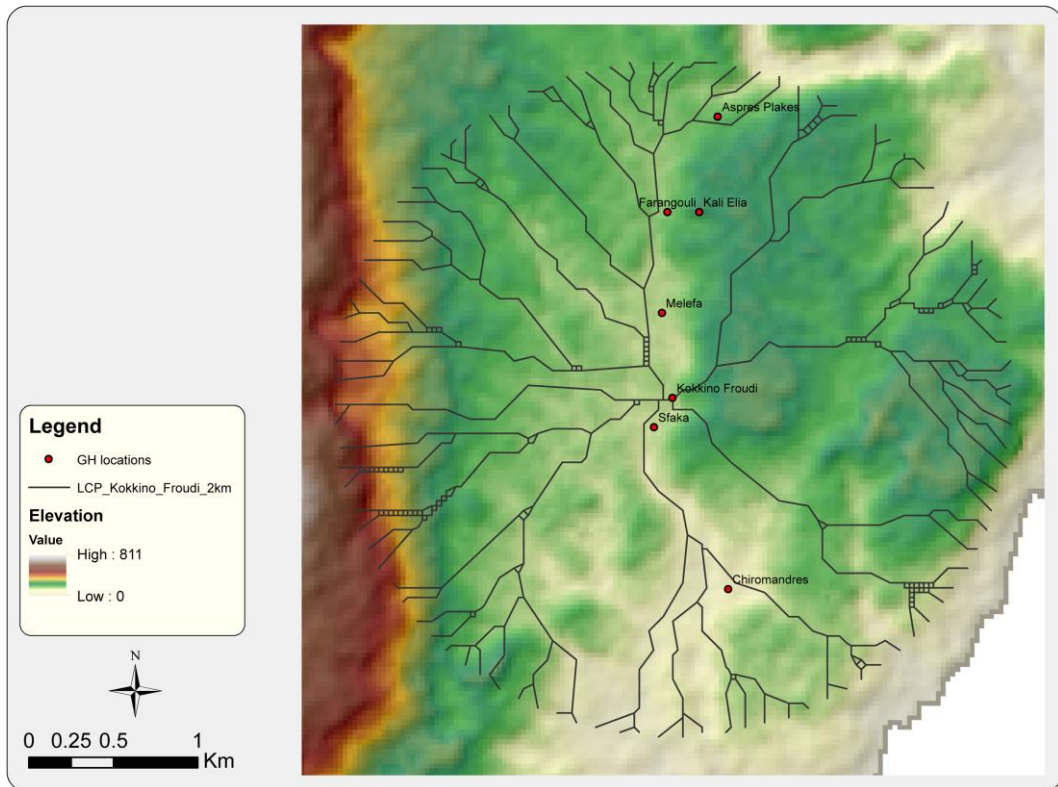 Aspres Plakes
Farangouli Kali Elia
Melefa
Kokkino Froudi
Sfaka
Chiromandres
Legend
GH locations
LCP_Kokkino_Froudi_2km
Elevation
Value
High : 811
Low : 0
N
0 0.25 0.5 1
Km